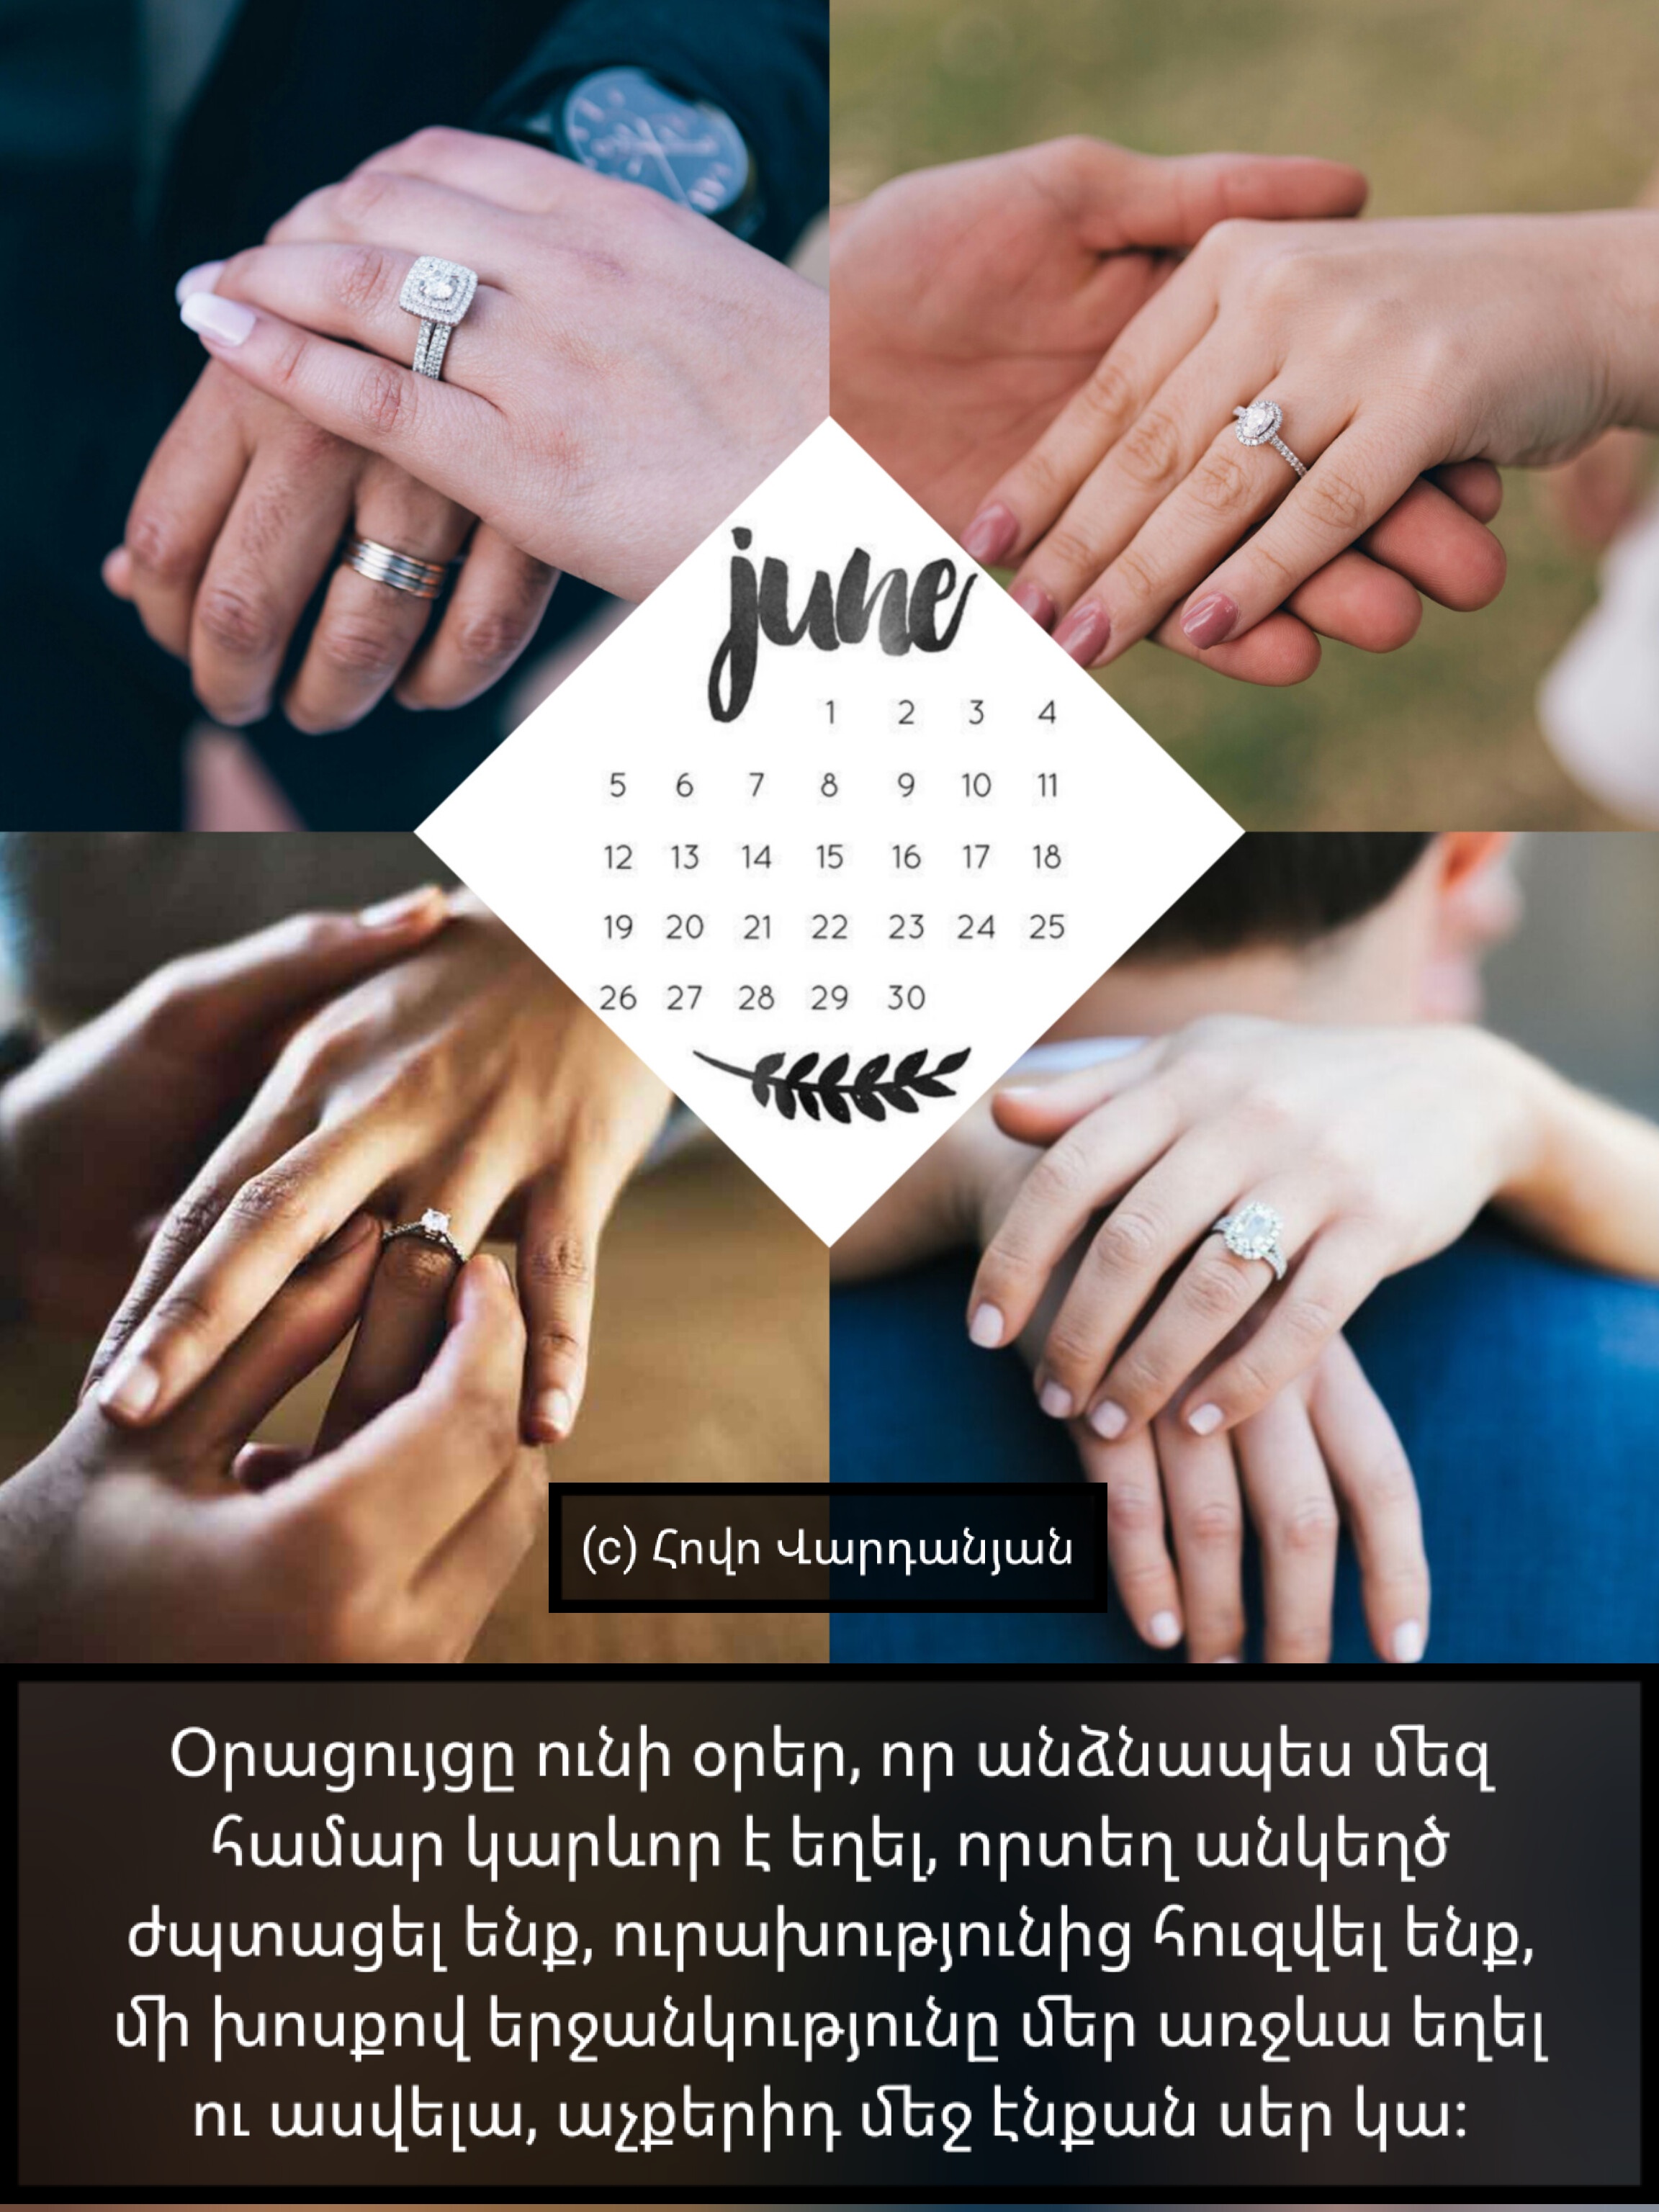 june
1 2 3 4
5 6 7 8 9 10 11
12 13 14 15 16 17 18
19 20 21 22 23 24 25
26 27 28 29 30
(c) Հովո Վարդանյան
Օրացույցը ունի օրեր, որ անձնապես մեզ
համար կարևոր է եղել, որտեղ անկեղծ
ժպտացել ենք, ուրախությունից հուզվել ենք,
մի խոսքով երջանկությունը մեր առջևա եղել
ու ասվելա, աչքերիդ մեջ էնքան սեր կա: